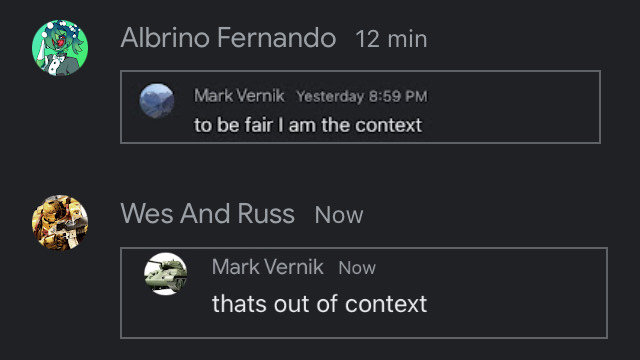 Albrino Fernando 12 min
Mark Vernik Yesterday 8:59 PM
to be fair I am the context
Wes And Russ Now
Mark Vernik Now
thats out of context